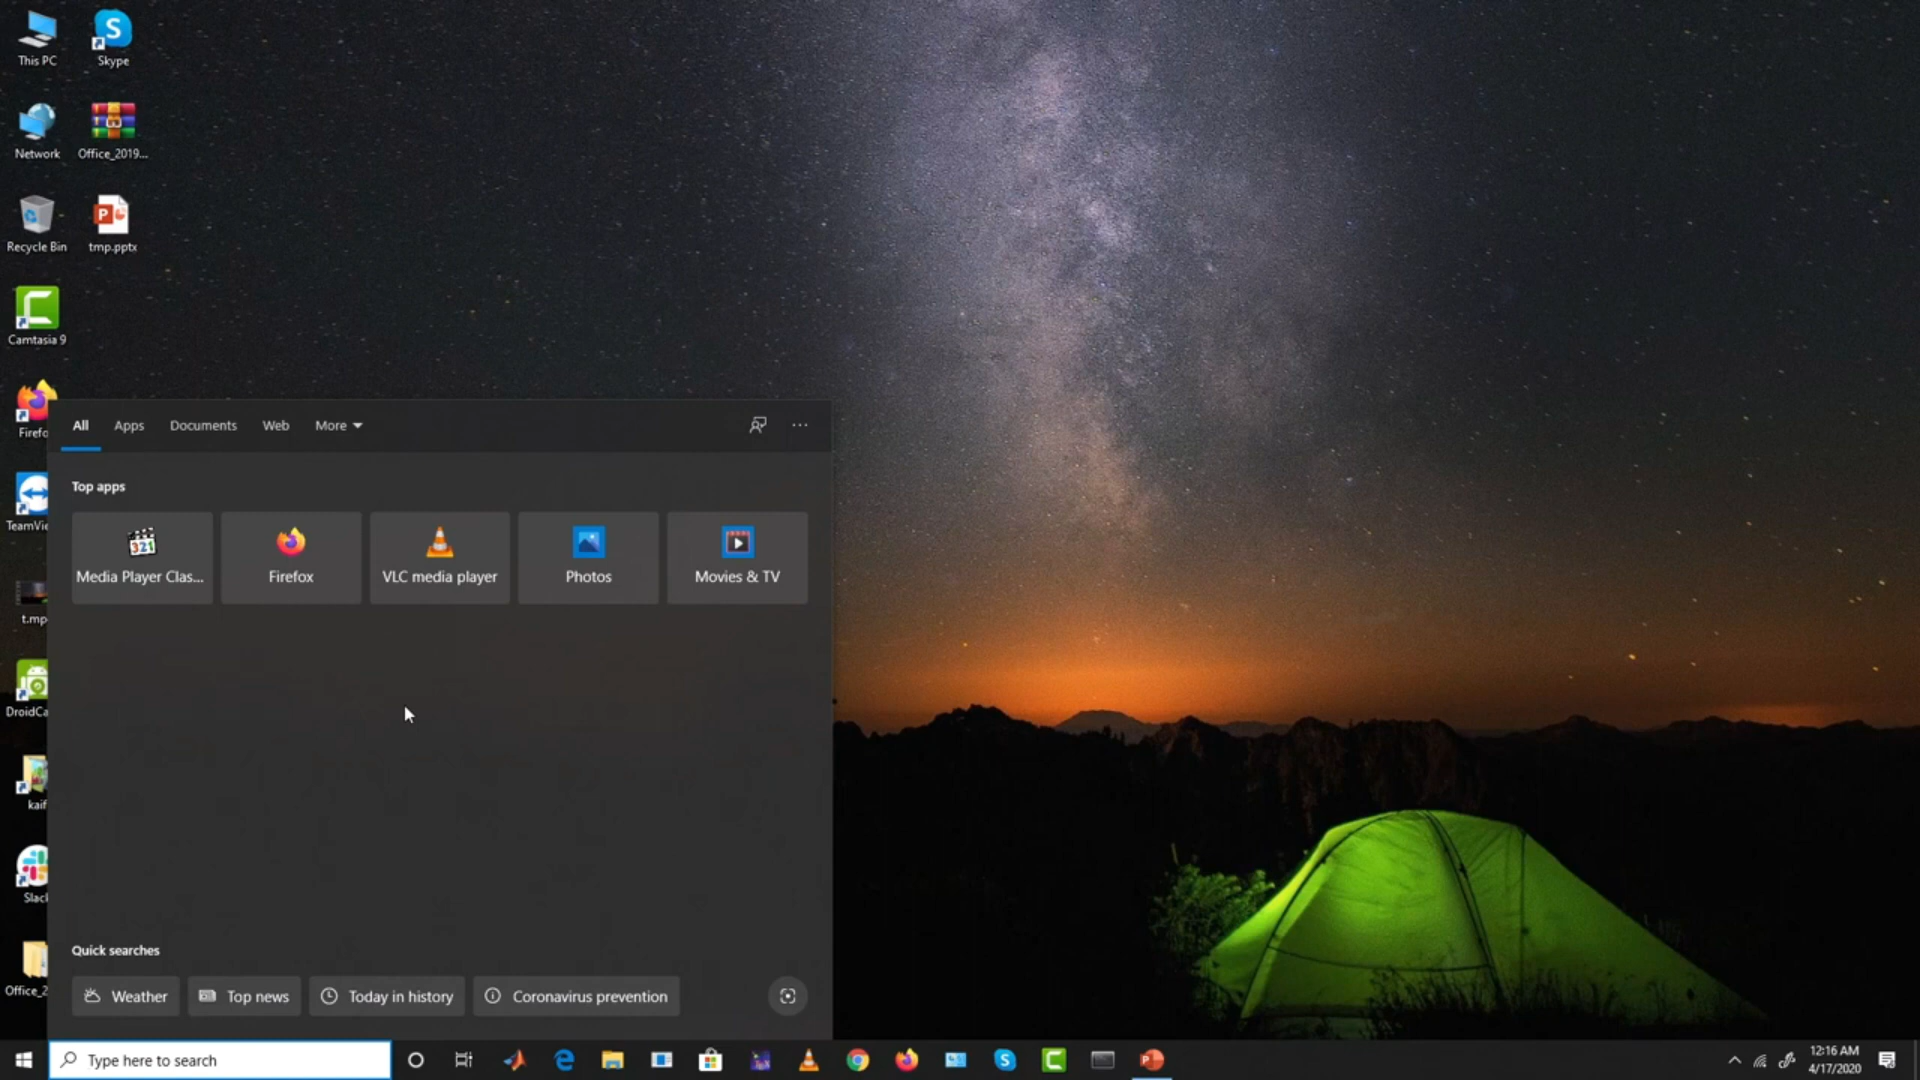 This PC
Skype
Network
Office_2019...
Recycle Bin
tmp.pptx
Camtasia 9
Firefo
TeamVie
t.mp
DroidCa
kaif
Slack
Office_2
All Apps Documents Web More
Top apps
Media Player Clas... Firefox VLC media player Photos Movies & TV
Quick searches
Weather Top news Today in history Coronavirus prevention
Type here to search
12:16 AM
4/17/2020